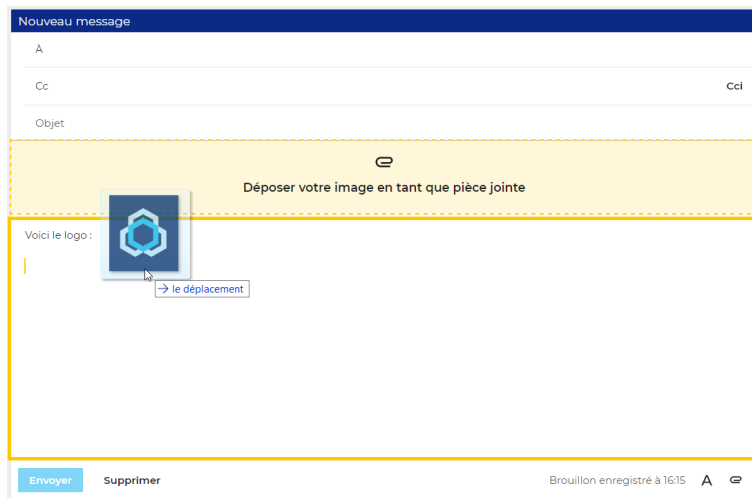 Nouveau message
À
Cc Cci
Objet
Déposer votre image en tant que pièce jointe
Voici le logo :
→ le déplacement
Envoyer Supprimer Brouillon enregistré à 16:15 A